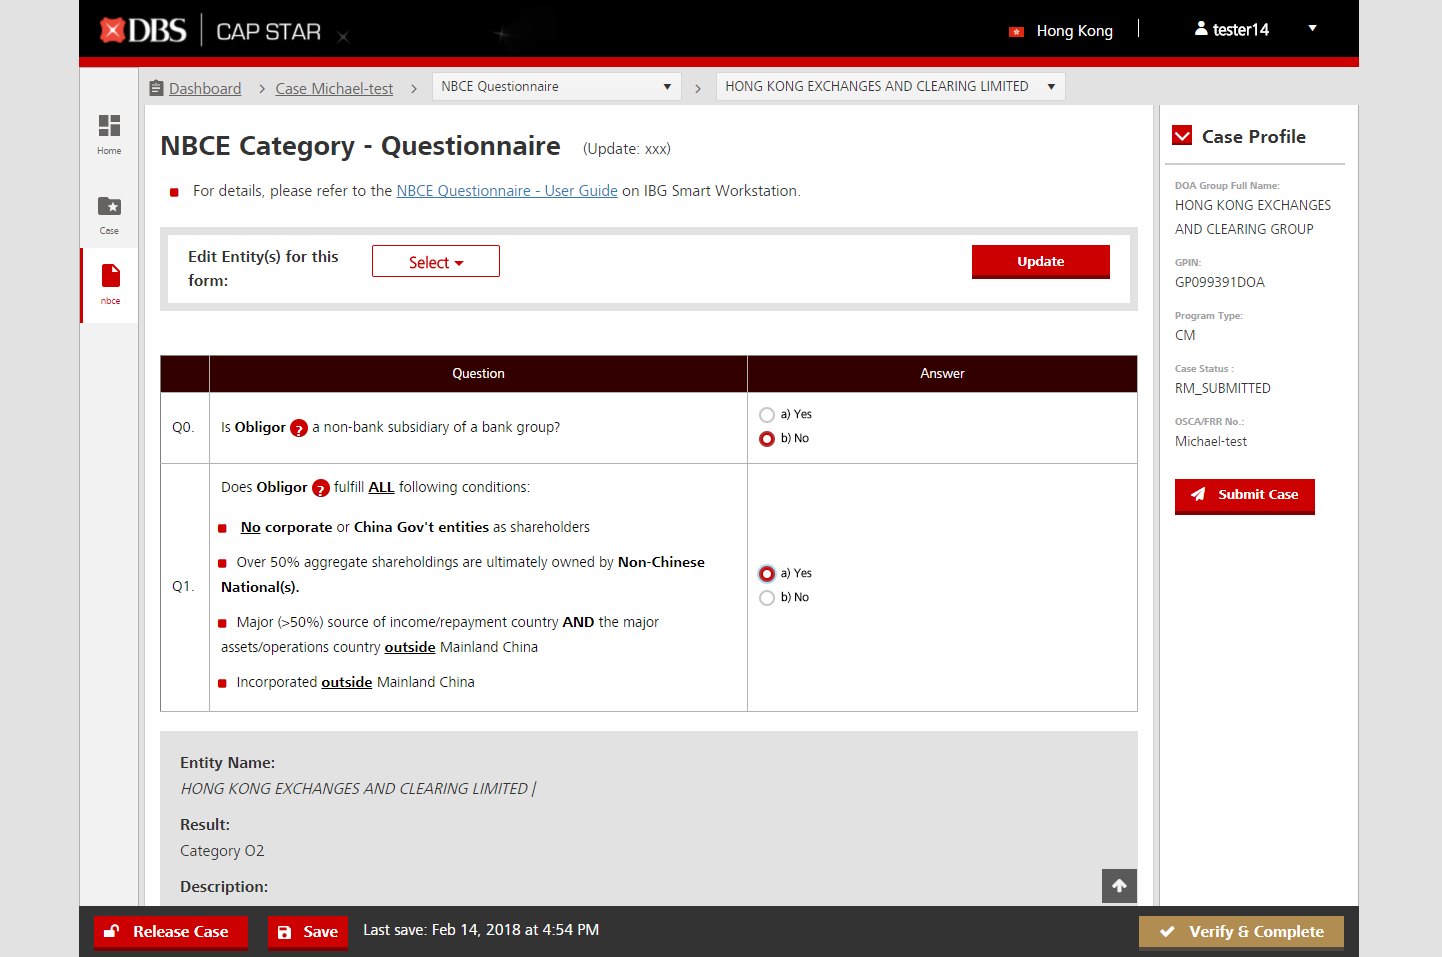 DBS | CAP STAR
Hong Kong
tester14
Dashboard > Case Michael-test > NBCE Questionnaire > HONG KONG EXCHANGES AND CLEARING LIMITED
Home
Case
nbce
NBCE Category - Questionnaire (Update: xxx)
For details, please refer to the NBCE Questionnaire - User Guide on IBG Smart Workstation.
Edit Entity(s) for this
form:
Select
Update
Question Answer
Q0. Is Obligor ? a non-bank subsidiary of a bank group?
a) Yes
b) No
Q1.
Does Obligor ? fulfill ALL following conditions:
No corporate or China Gov't entities as shareholders
Over 50% aggregate shareholdings are ultimately owned by Non-Chinese
National(s).
Major (>50%) source of income/repayment country AND the major
assets/operations country outside Mainland China
Incorporated outside Mainland China
a) Yes
b) No
Entity Name:
HONG KONG EXCHANGES AND CLEARING LIMITED |
Result:
Category O2
Description:
Case Profile
DOA Group Full Name:
HONG KONG EXCHANGES
AND CLEARING GROUP
GPIN:
GP099391DOA
Program Type:
CM
Case Status :
RM_SUBMITTED
OSCA/FRR No.:
Michael-test
Submit Case
Release Case
Save
Last save: Feb 14, 2018 at 4:54 PM
Verify & Complete